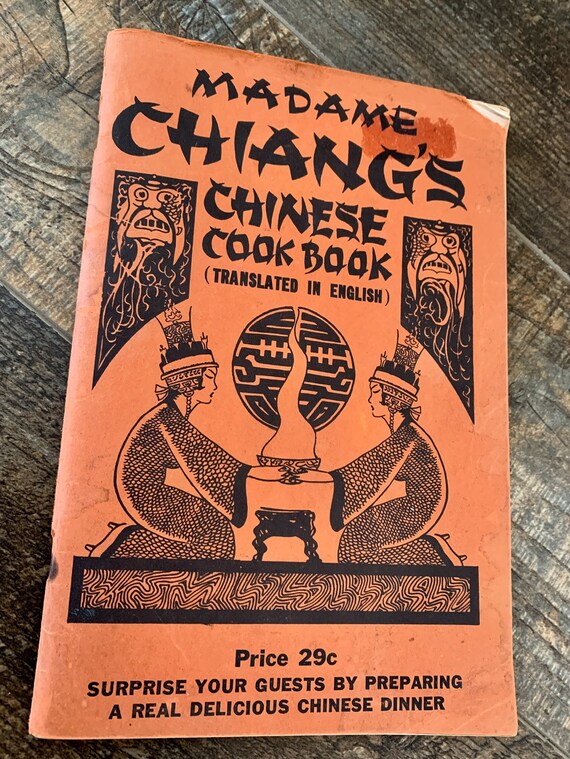 MADAME
CHIANG'S
CHINESE
COOK BOOK
(TRANSLATED IN ENGLISH)
Price 29c
SURPRISE YOUR GUESTS BY PREPARING
A REAL DELICIOUS CHINESE DINNER